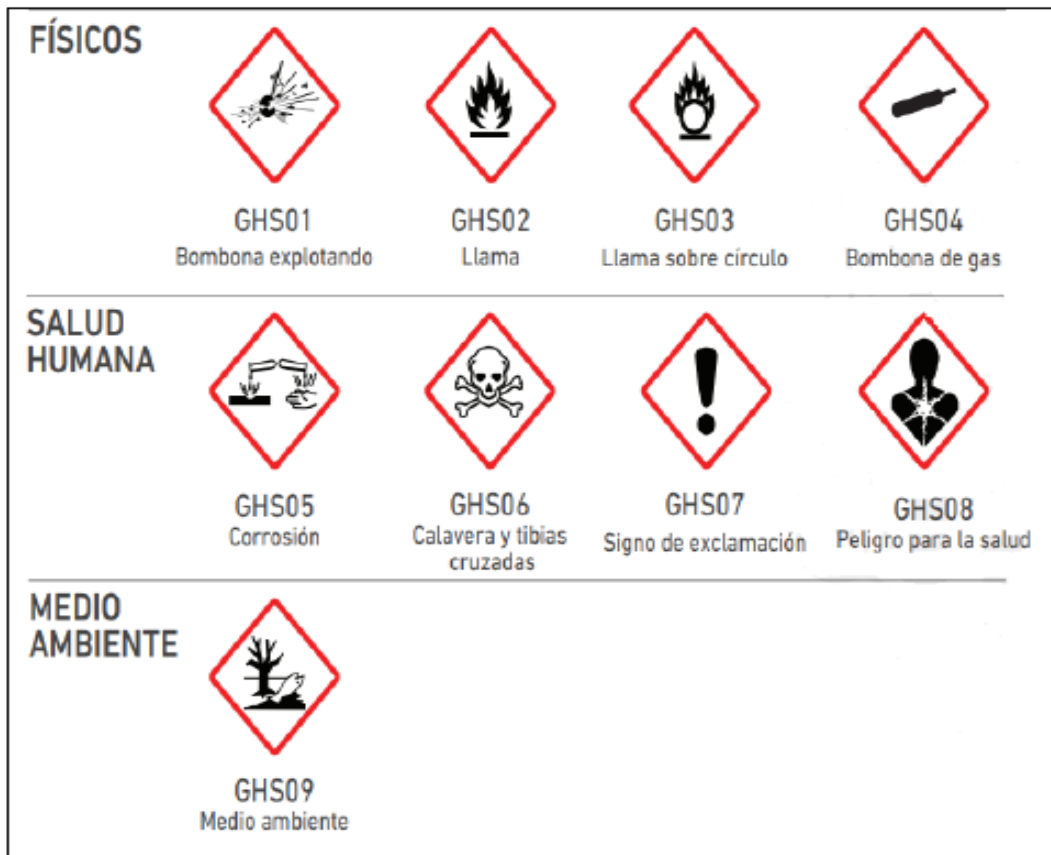 FÍSICOS
GHS01
Bombona explotando
GHS02
Llama
GHS03
Llama sobre círculo
GHS04
Bombona de gas
SALUD
HUMANA
GHS05
Corrosión
GHS06
Calavera y tibias
cruzadas
GHS07
Signo de exclamación
GHS08
Peligro para la salud
MEDIO
AMBIENTE
GHS09
Medio ambiente